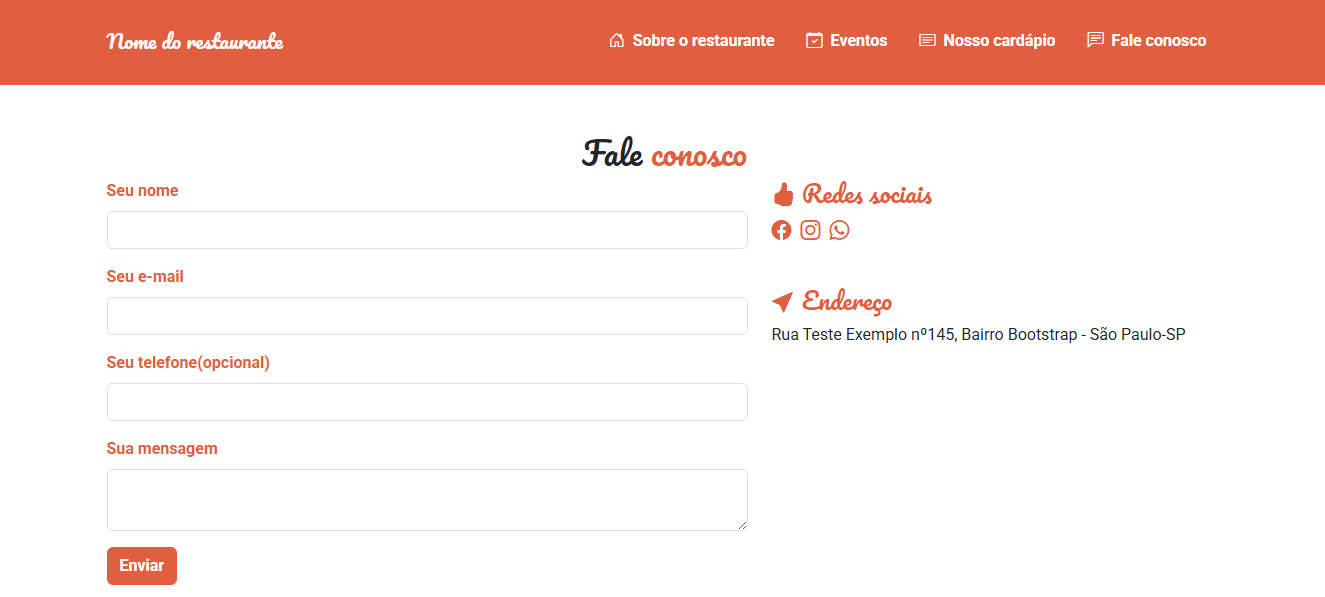 Nome do restaurante
Sobre o restaurante
Eventos
Nosso cardápio
Fale conosco
Fale conosco
Seu nome
Seu e-mail
Seu telefone(opcional)
Sua mensagem
Enviar
Redes sociais
Endereço
Rua Teste Exemplo nº145, Bairro Bootstrap - São Paulo-SP